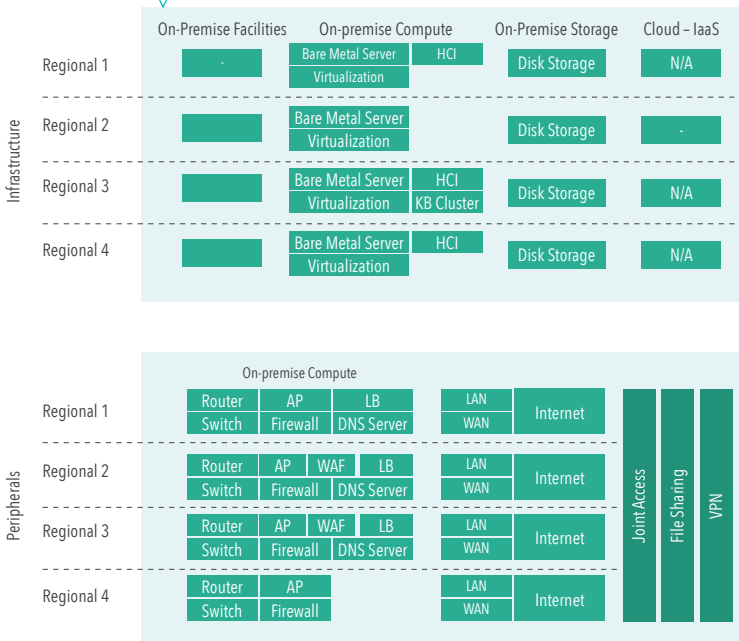 On-Premise Facilities On-premise Compute On-Premise Storage Cloud – IaaS
Infrastructure
Regional 1
-
Bare Metal Server HCI
Virtualization
Disk Storage
N/A
Regional 2
Bare Metal Server
Virtualization
Disk Storage
-
Regional 3
Bare Metal Server HCI
Virtualization KB Cluster
Disk Storage
N/A
Regional 4
Bare Metal Server HCI
Virtualization
Disk Storage
N/A
On-premise Compute
Peripherals
Regional 1
Router AP LB
Switch Firewall DNS Server
LAN
WAN
Internet
Regional 2
Router AP WAF LB
Switch Firewall DNS Server
LAN
WAN
Internet
Regional 3
Router AP WAF LB
Switch Firewall DNS Server
LAN
WAN
Internet
Regional 4
Router AP
Switch Firewall
LAN
WAN
Internet
Joint Access
File Sharing
VPN